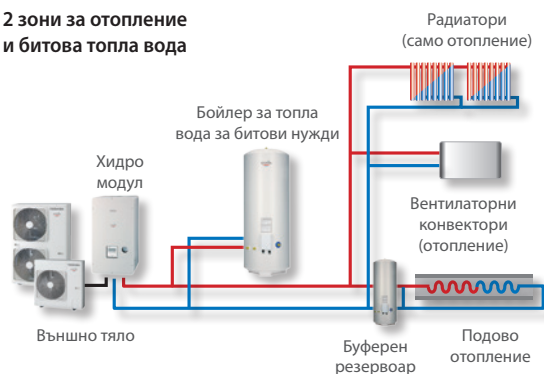 2 зони за отопление
и битова топла вода
Радиатори
(само отопление)
Бойлер за топла
вода за битови нужди
Хидро
модул
Вентилаторни
конвектори
(отопление)
Външно тяло
Буферен
резервоар
Подово
отопление